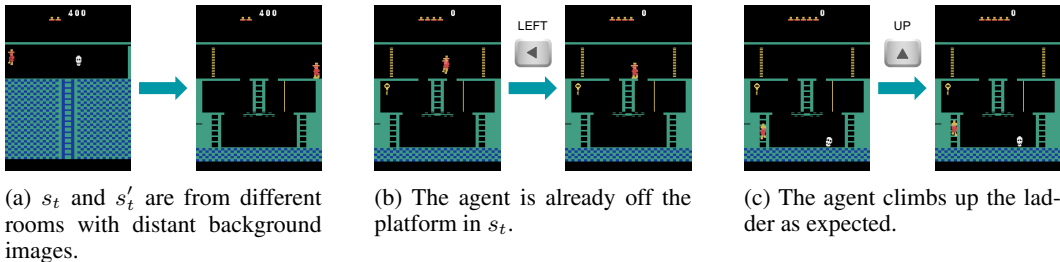 400
400
0
LEFT
0
0
UP
0
(a) $s_t$ and $s'_t$ are from different
rooms with distant background
images.
(b) The agent is already off the
platform in $s_t$.
(c) The agent climbs up the lad-
der as expected.